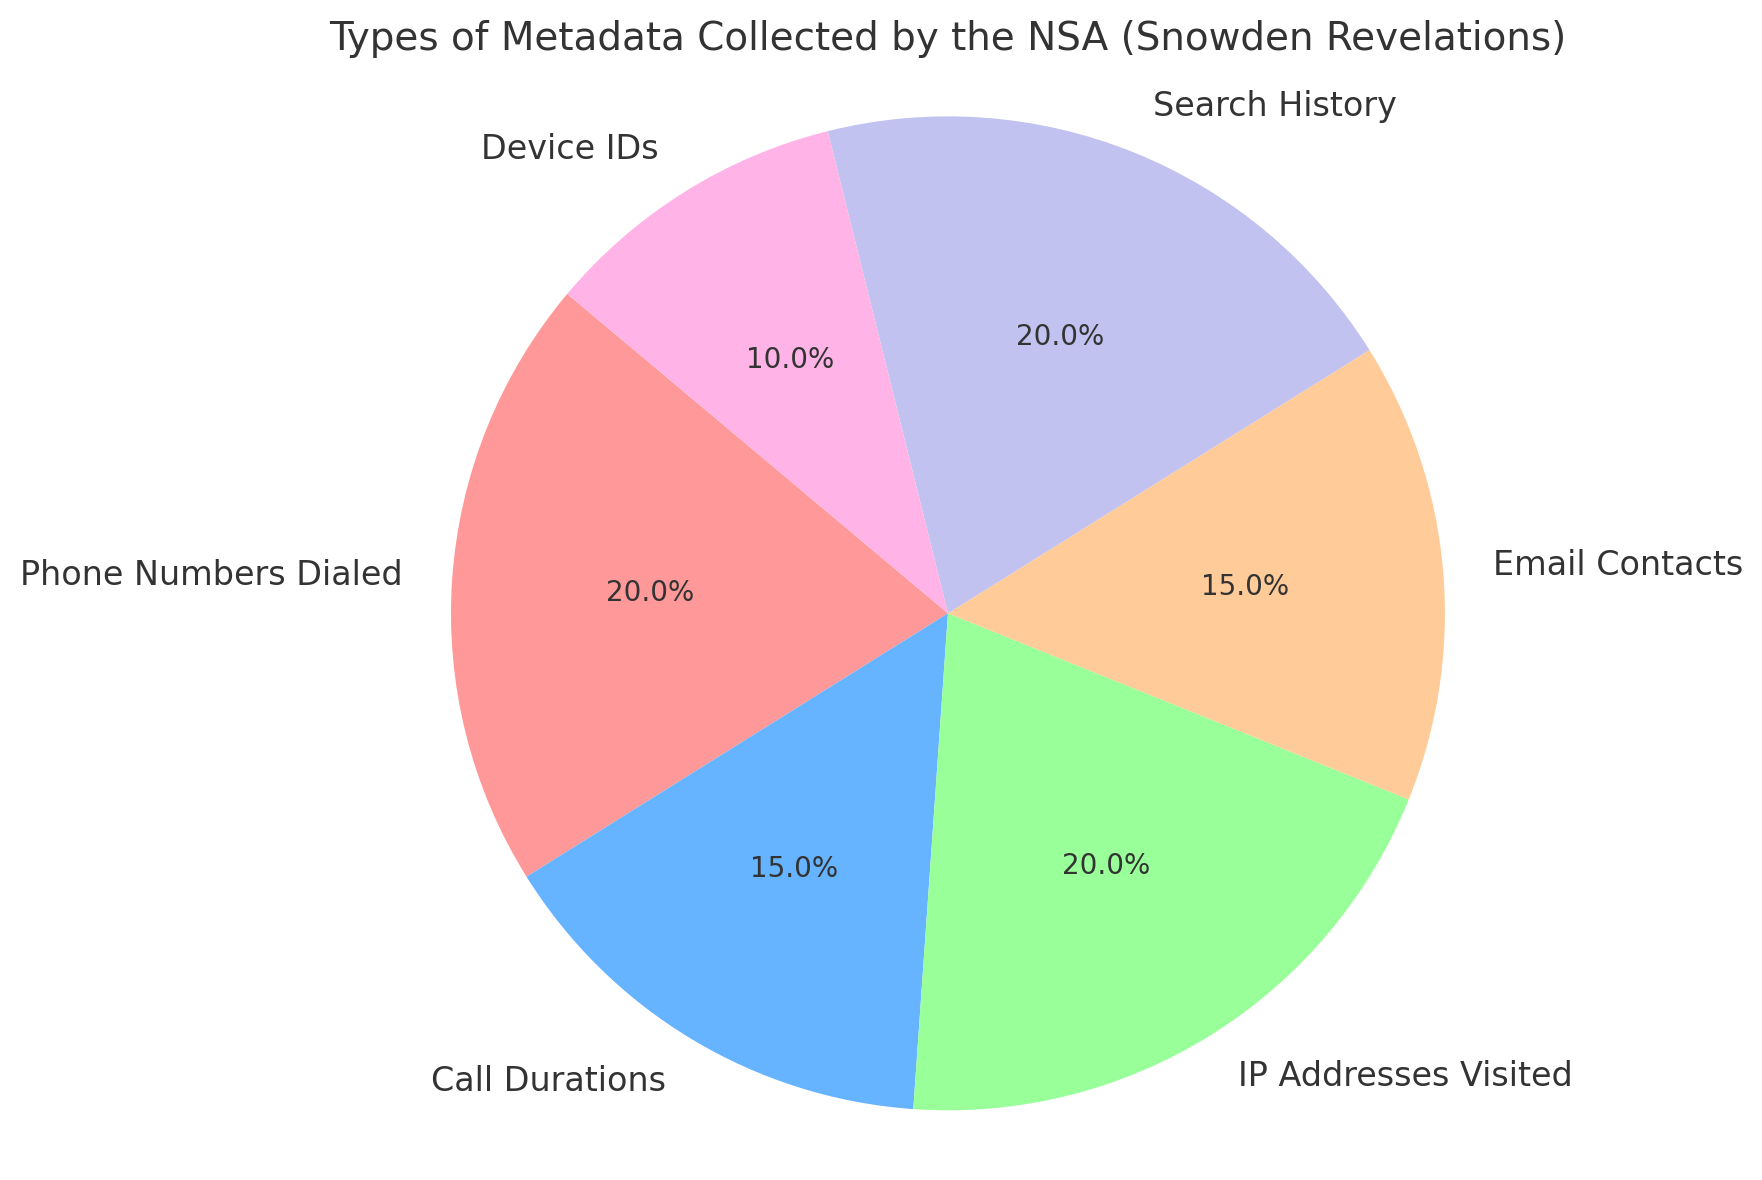 Types of Metadata Collected by the NSA (Snowden Revelations)
Search History
Device IDs
20.0%
10.0%
Email Contacts
Phone Numbers Dialed
15.0%
20.0%
20.0%
15.0%
IP Addresses Visited
Call Durations